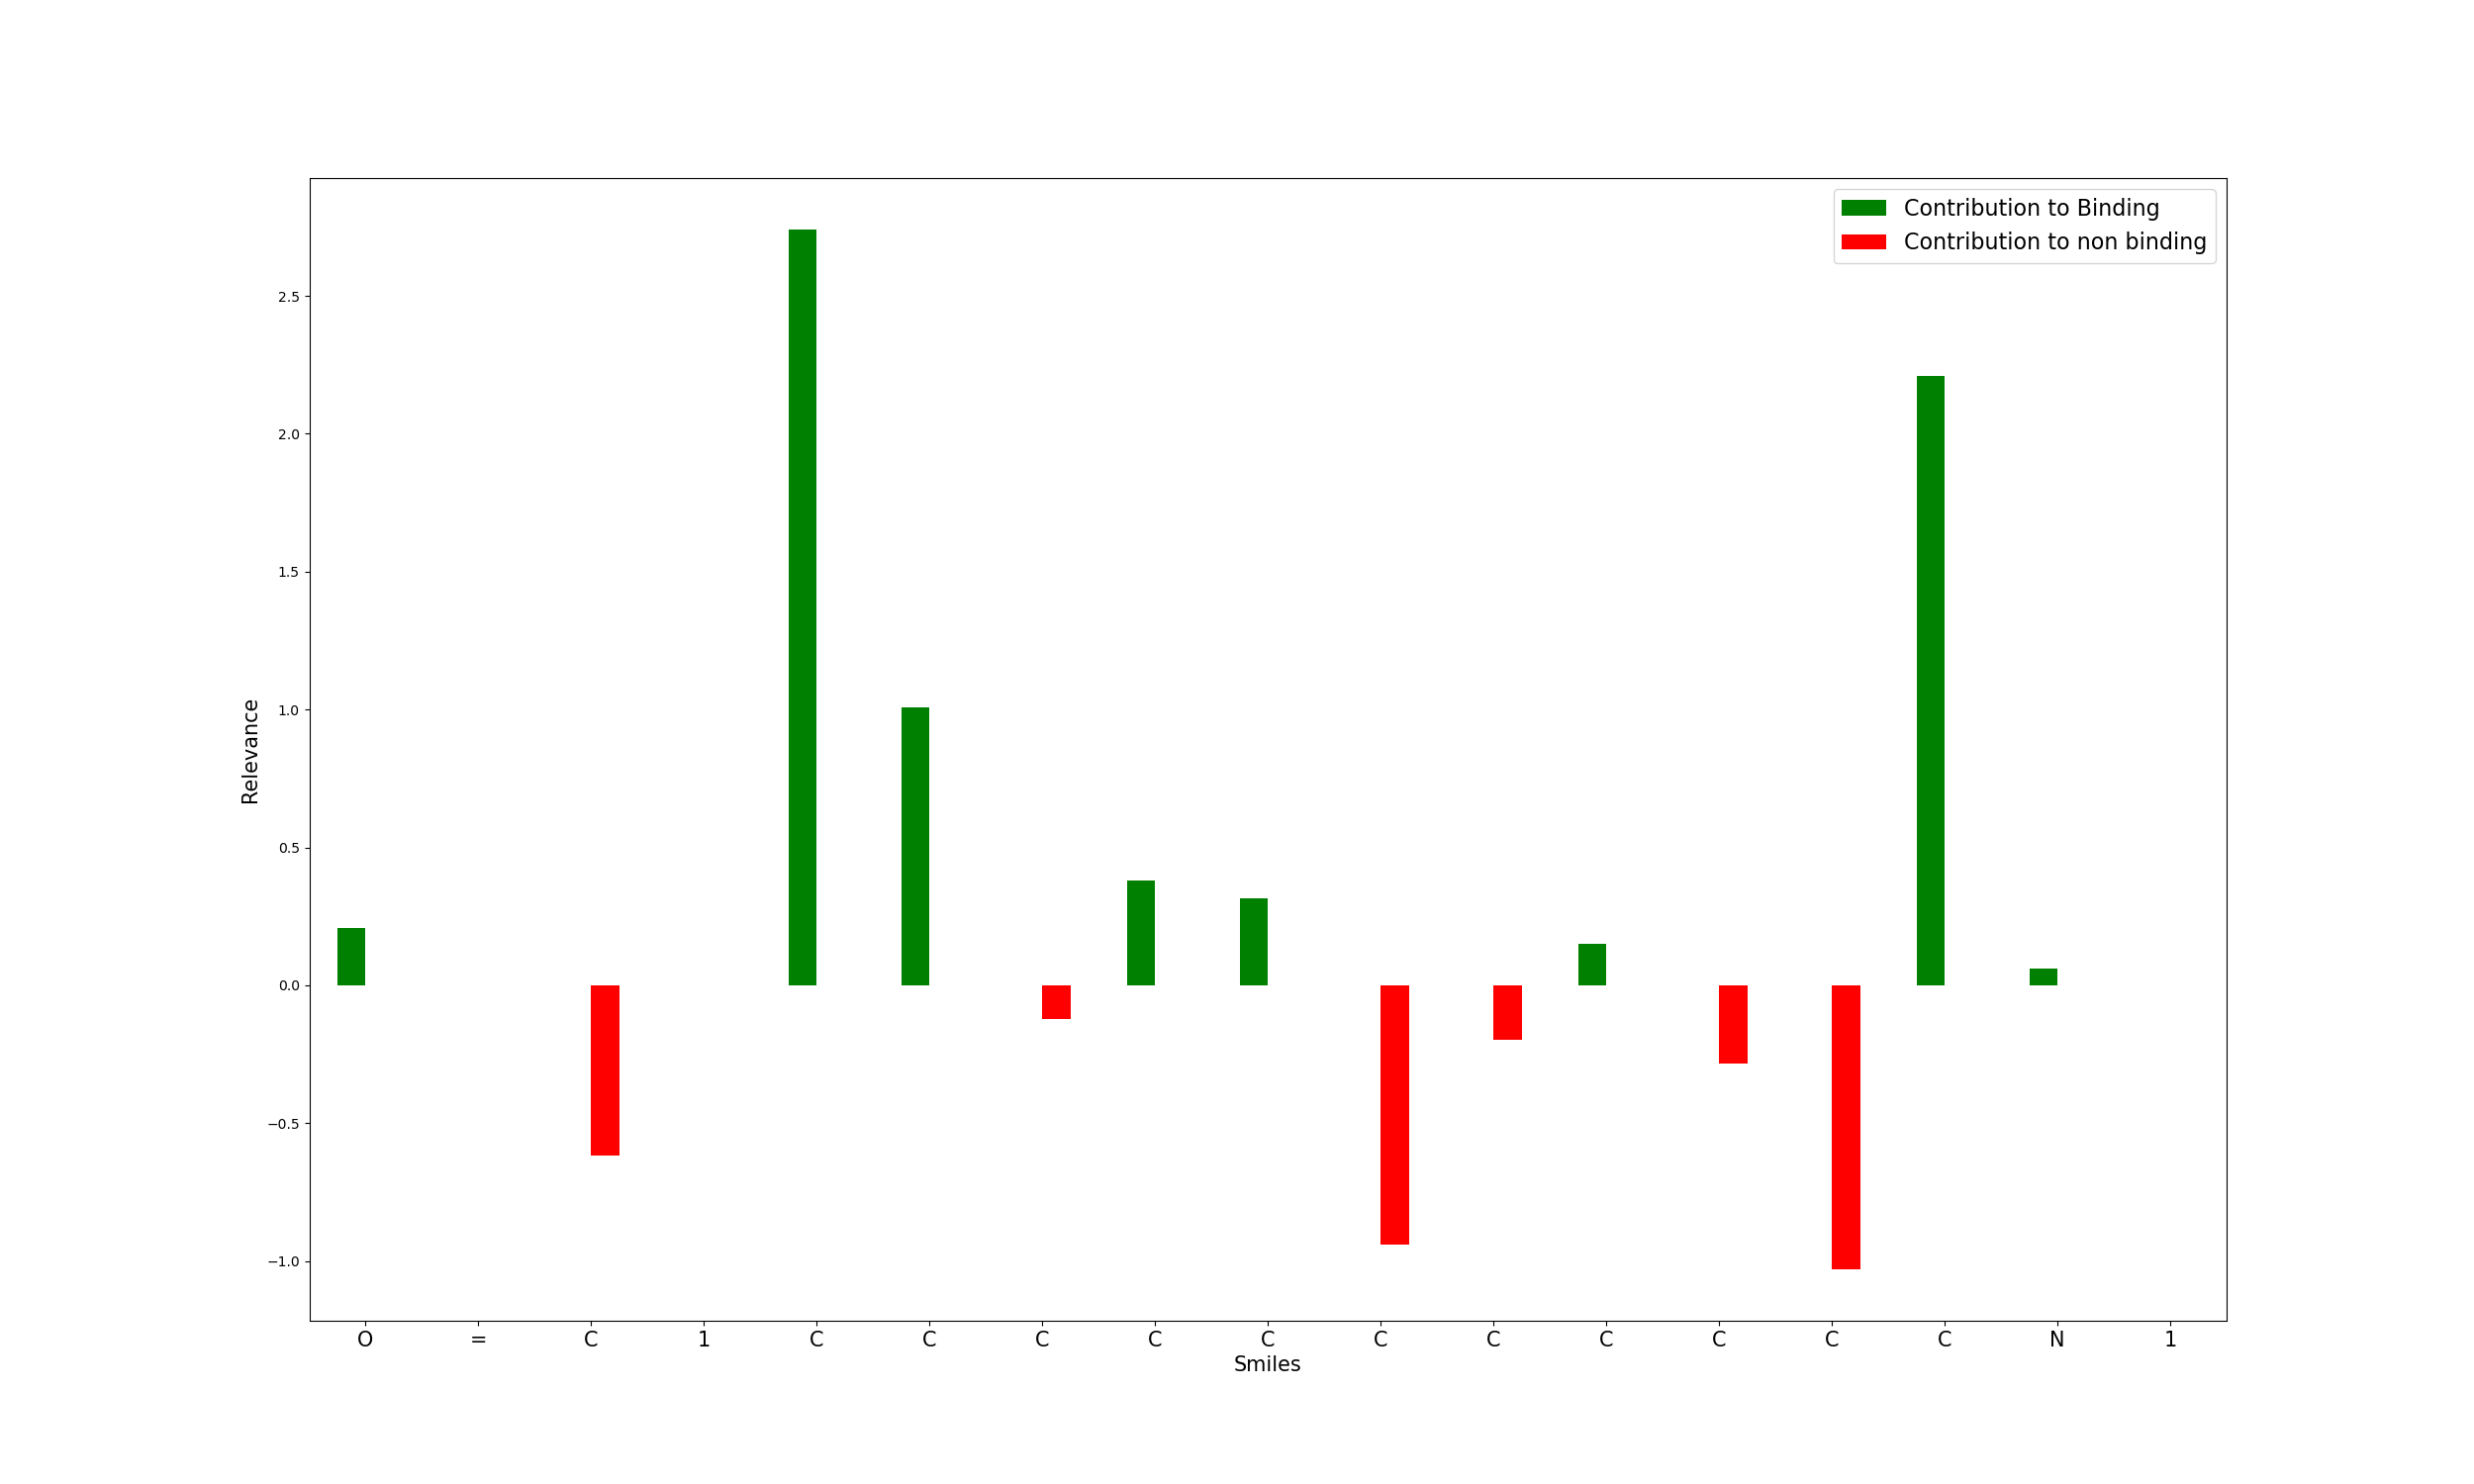 Contribution to Binding
Contribution to non binding
2.5
2.0
1.5
1.0
0.5
0.0
−0.5
−1.0
Relevance
O = C 1 C C C C C C C C C C C N 1
Smiles